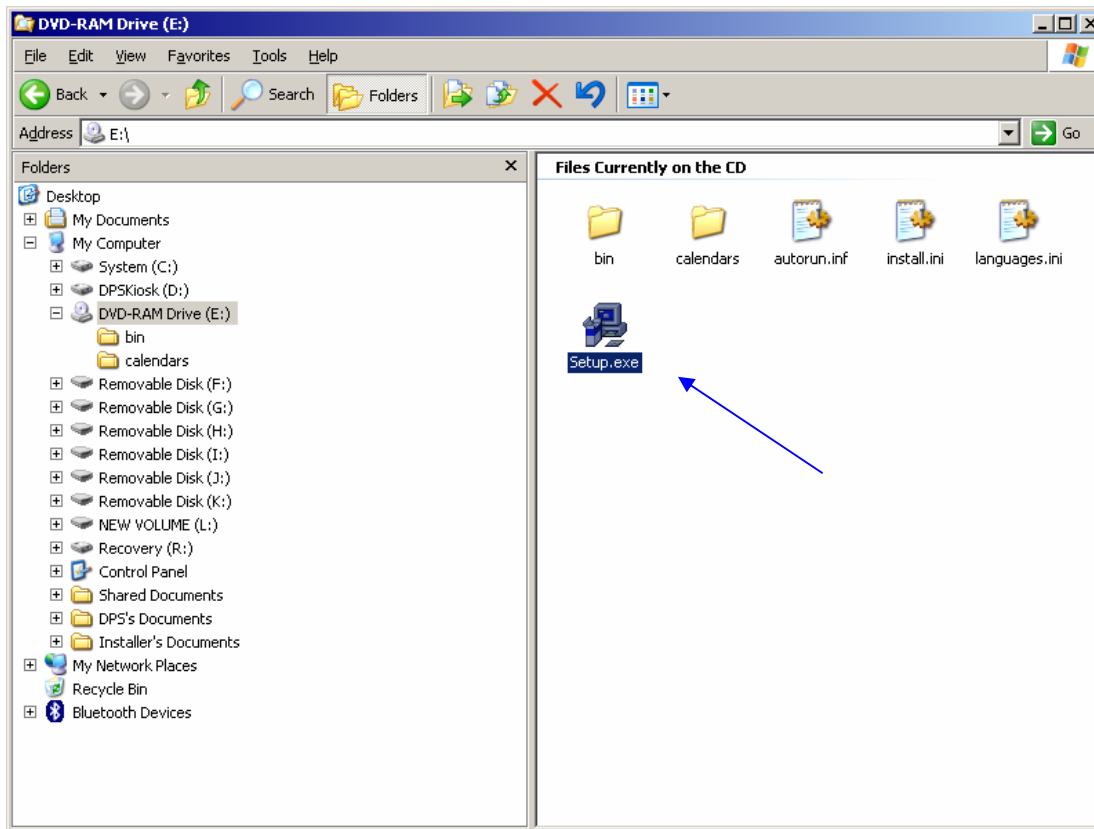 DVD-RAM Drive (E:)
File Edit View Favorites Tools Help
Back Search Folders
Address E:\ Go
Folders
Desktop
My Documents
My Computer
System (C:)
DPSKiosk (D:)
DVD-RAM Drive (E:)
bin
calendars
Removable Disk (F:)
Removable Disk (G:)
Removable Disk (H:)
Removable Disk (I:)
Removable Disk (J:)
Removable Disk (K:)
NEW VOLUME (L:)
Recovery (R:)
Control Panel
Shared Documents
DPS's Documents
Installer's Documents
My Network Places
Recycle Bin
Bluetooth Devices
Files Currently on the CD
bin calendars autorun.inf install.ini languages.ini
Setup.exe